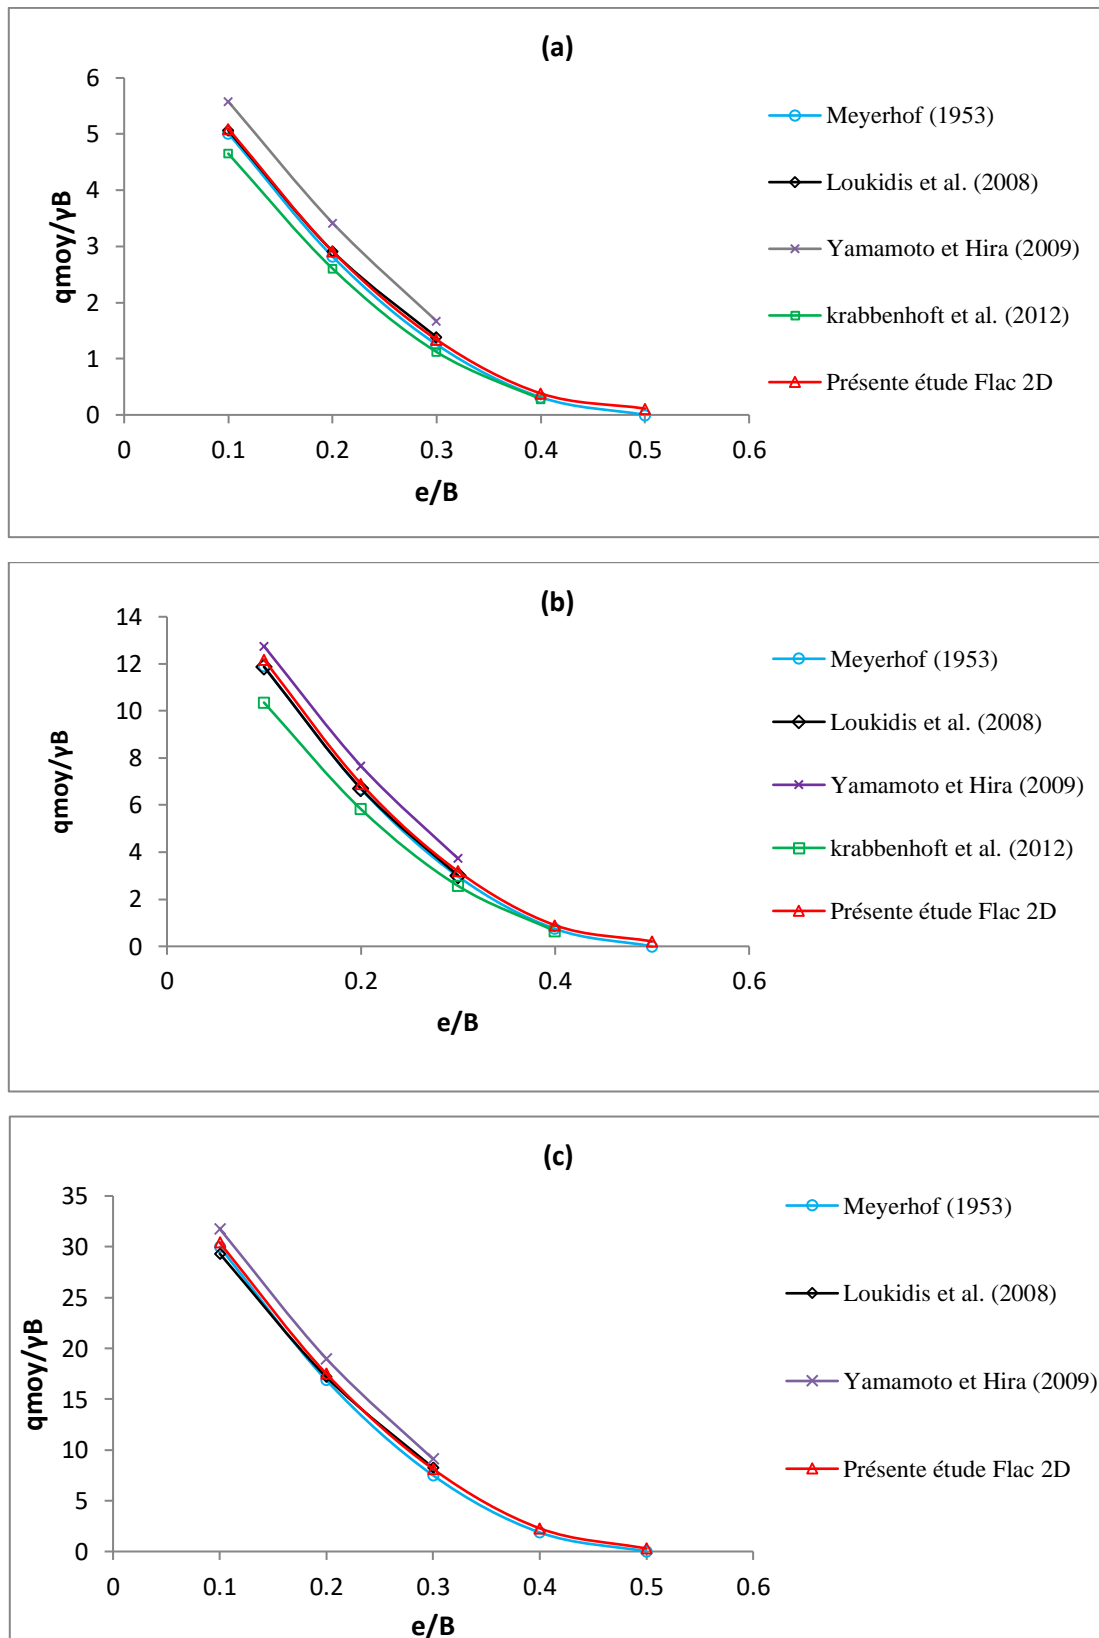 (a)
6
5
4
3
2
1
0
qmoy/γB
0 0.1 0.2 0.3 0.4 0.5 0.6
e/B
Meyerhof (1953)
Loukidis et al. (2008)
Yamamoto et Hira (2009)
krabbenhoft et al. (2012)
Présente étude Flac 2D
(b)
14
12
10
8
6
4
2
0
qmoy/γB
0 0.2 0.4 0.6
e/B
Meyerhof (1953)
Loukidis et al. (2008)
Yamamoto et Hira (2009)
krabbenhoft et al. (2012)
Présente étude Flac 2D
(c)
35
30
25
20
15
10
5
0
qmoy/γB
0 0.1 0.2 0.3 0.4 0.5 0.6
e/B
Meyerhof (1953)
Loukidis et al. (2008)
Yamamoto et Hira (2009)
Présente étude Flac 2D